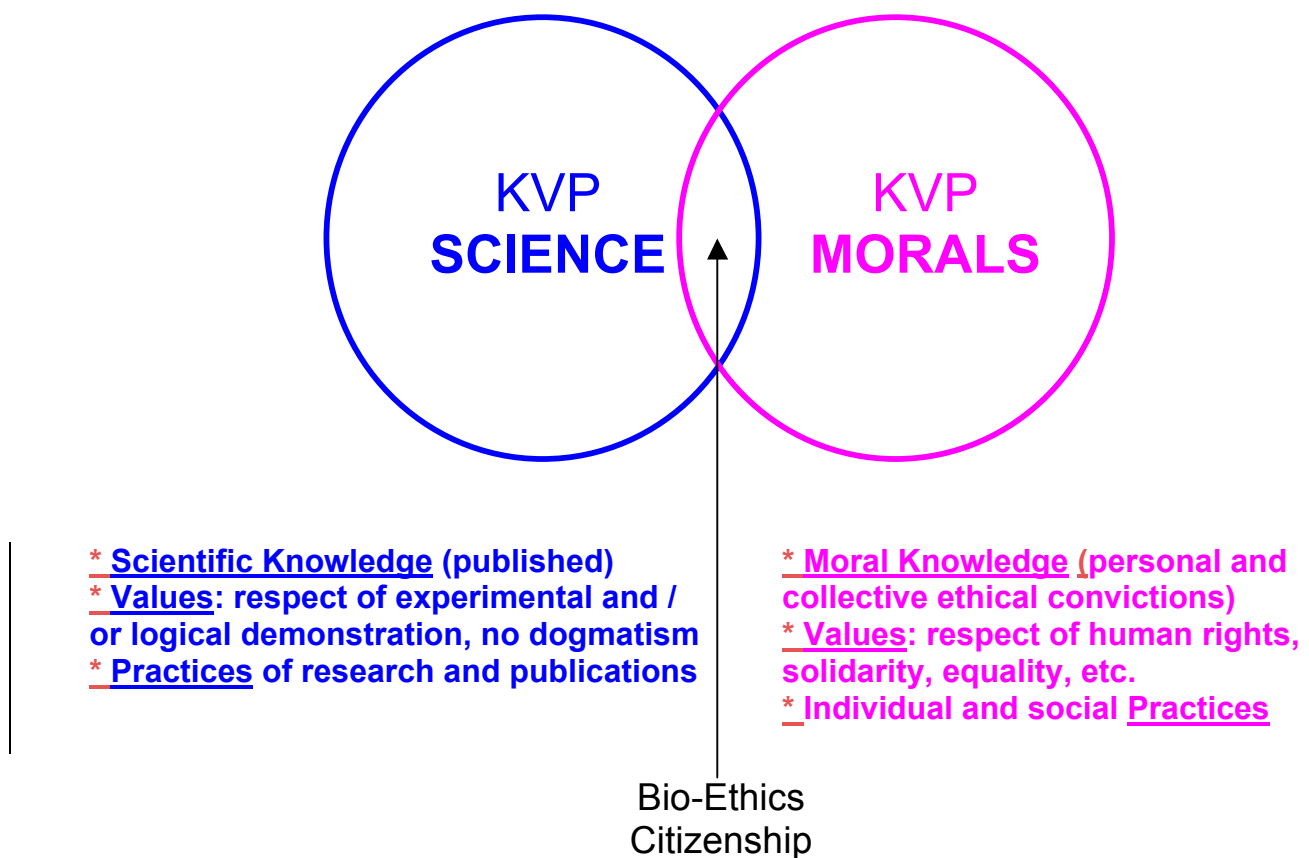 KVP
SCIENCE
KVP
MORALS
* Scientific Knowledge (published)
* Values: respect of experimental and /
or logical demonstration, no dogmatism
* Practices of research and publications
* Moral Knowledge (personal and
collective ethical convictions)
* Values: respect of human rights,
solidarity, equality, etc.
* Individual and social Practices
Bio-Ethics
Citizenship